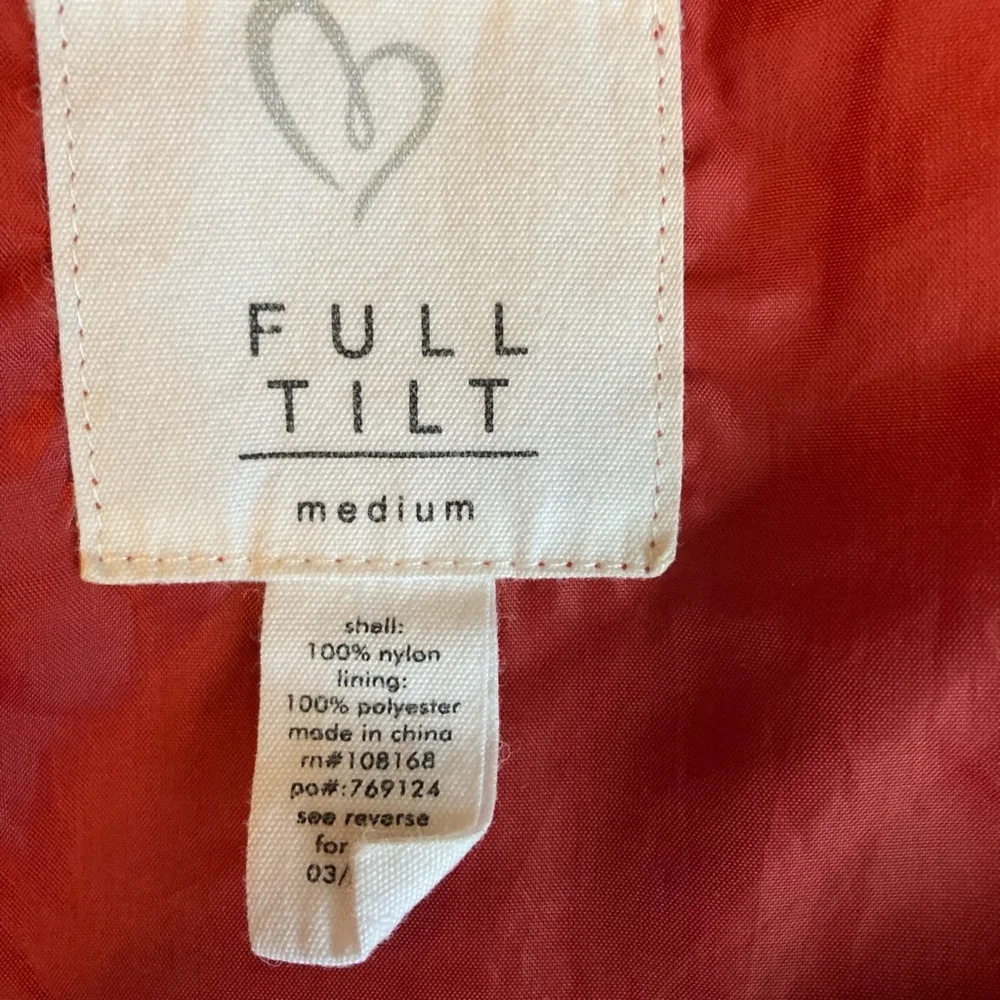 FULL
TILT
medium
shell:
100% nylon
lining:
100% polyester
made in china
rn#108168
po#:769124
see reverse
for
03/